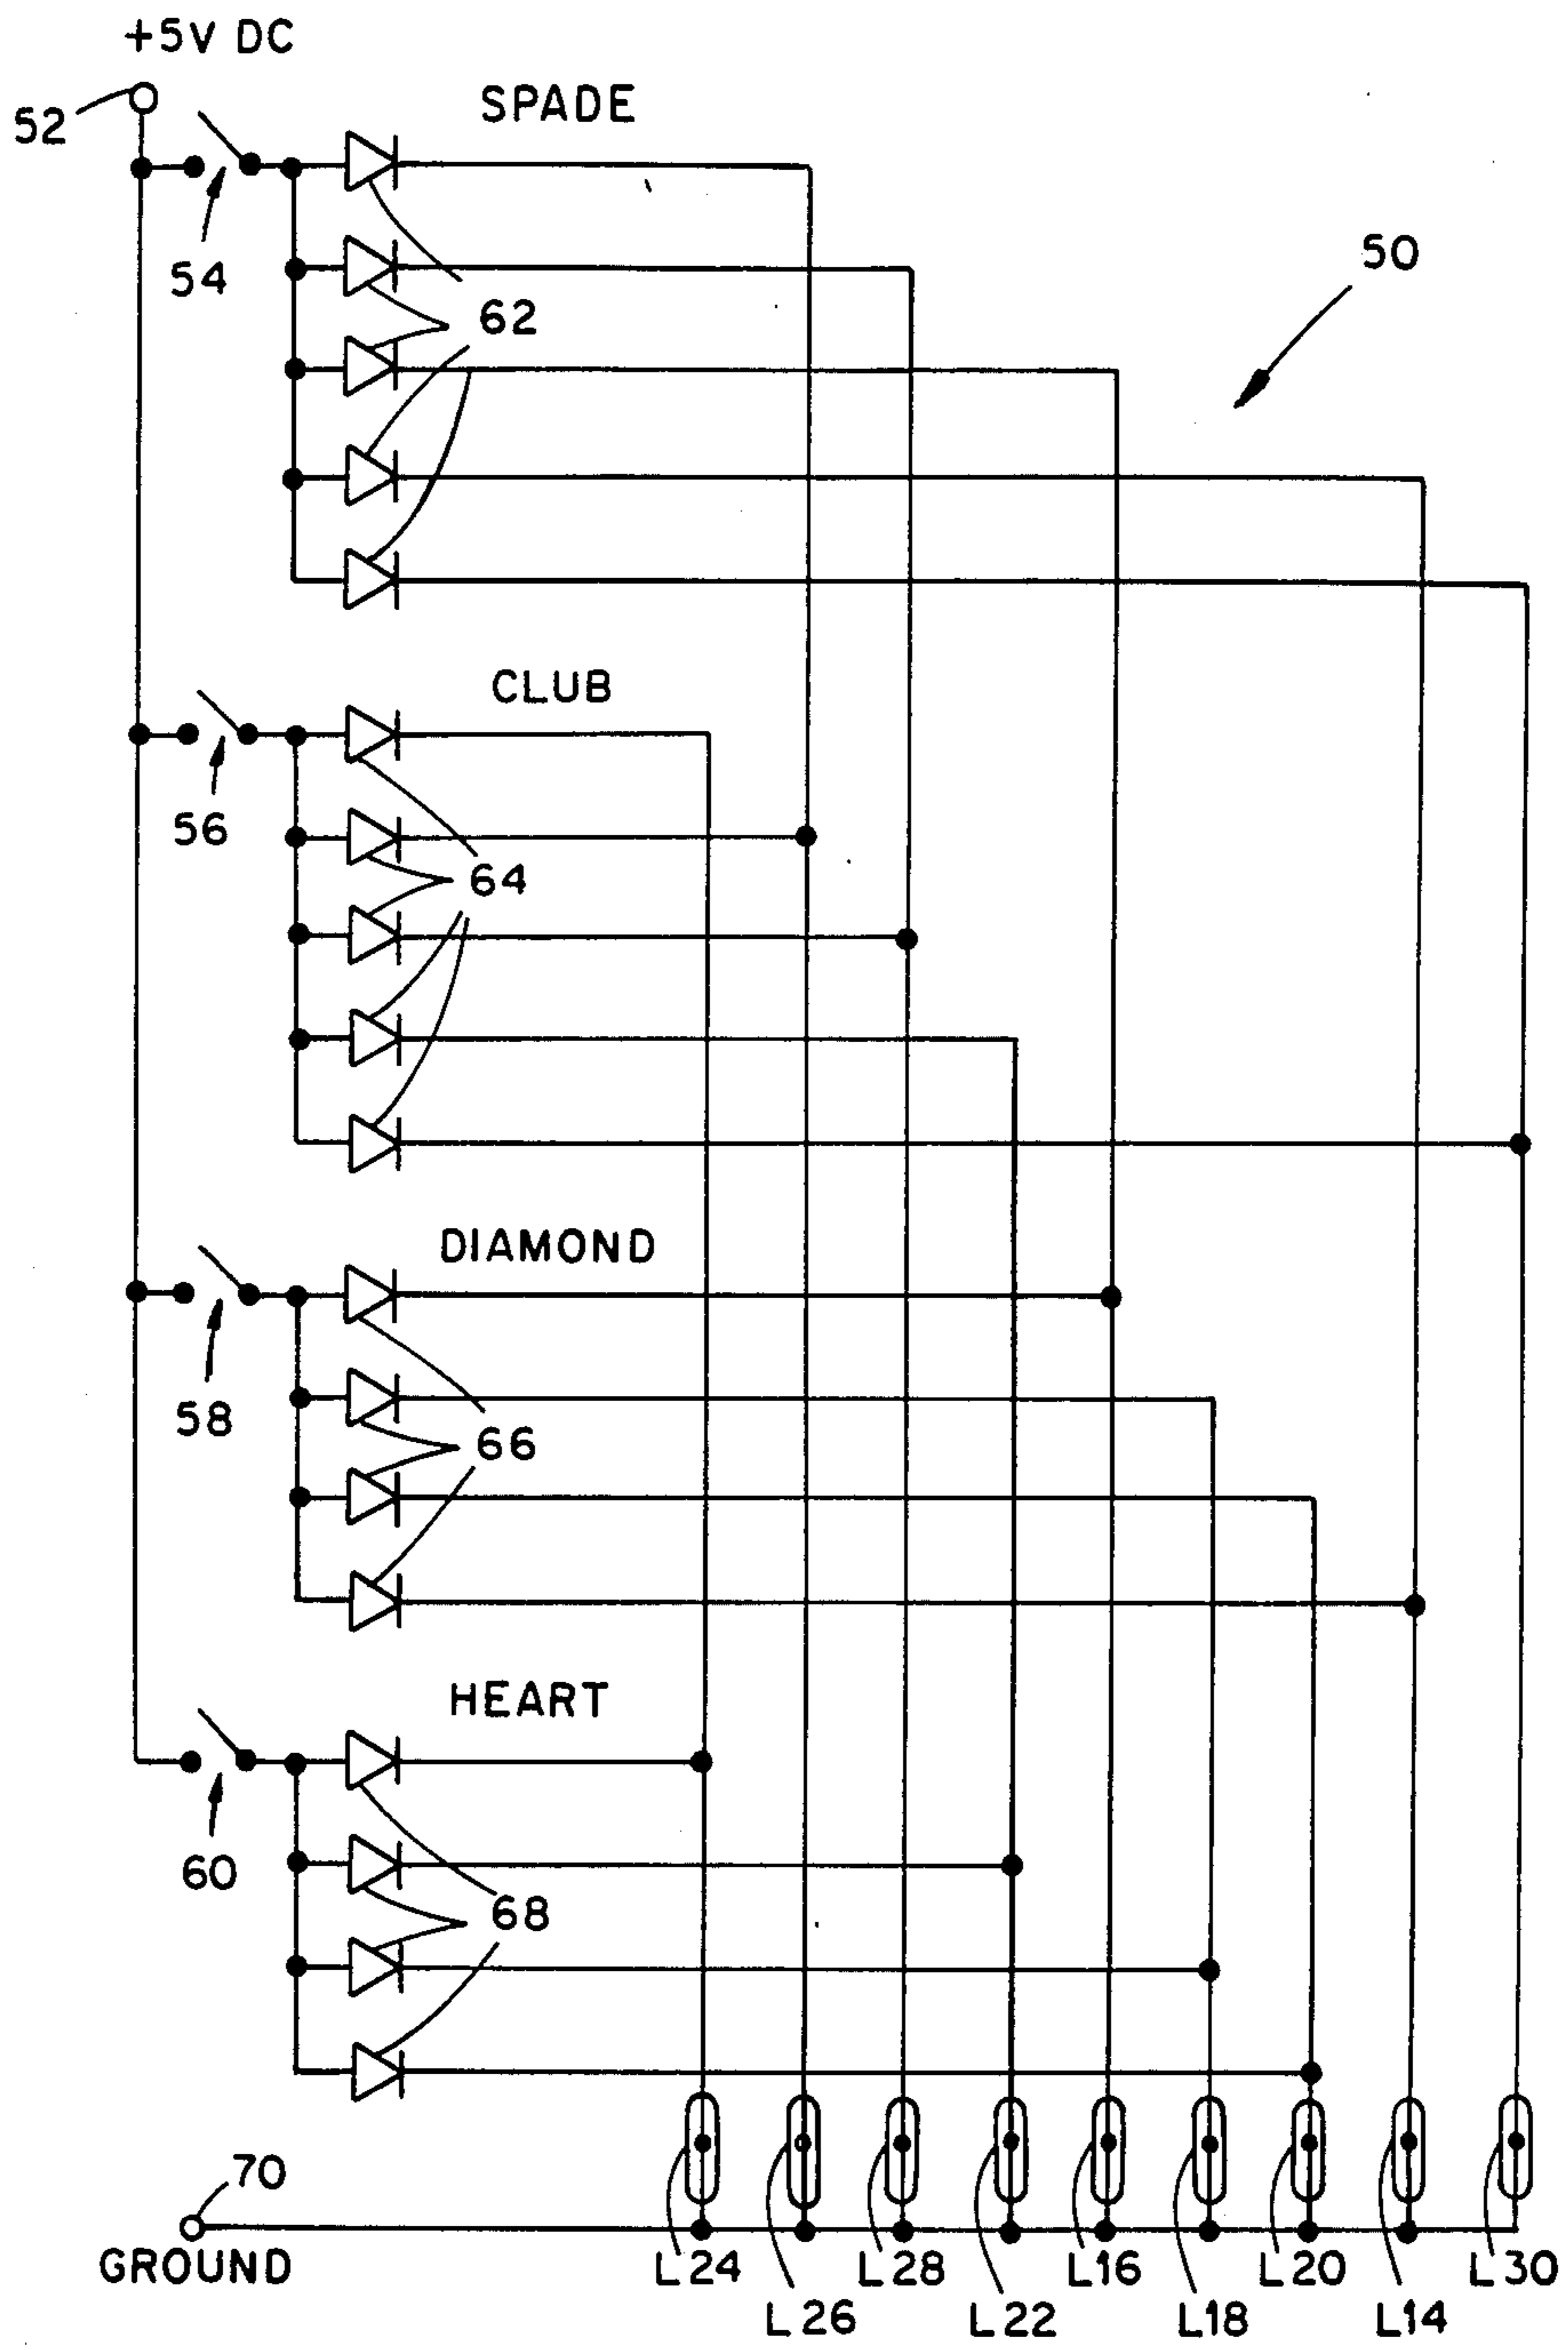 +5V DC
52
SPADE
54
50
62
CLUB
56
64
DIAMOND
58
66
HEART
60
68
70
GROUND
L24
L28
L16
L20
L30
L26
L22
L18
L14